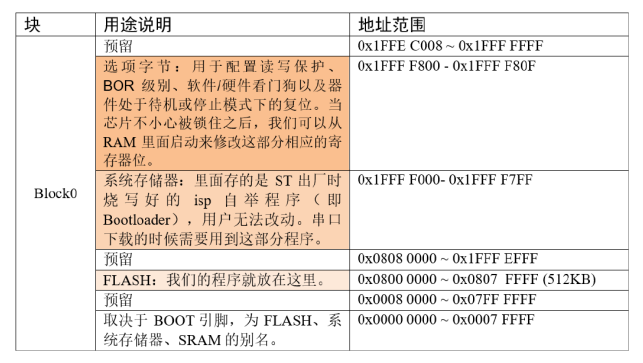 块 用途说明 地址范围
预留 0x1FFE C008 ~ 0x1FFF FFFF
选项字节：用于配置读写保护、 0x1FFF F800 - 0x1FFF F80F
BOR 级别、软件/硬件看门狗以及器
件处于待机或停止模式下的复位。当
芯片不小心被锁住之后，我们可以从
RAM 里面启动来修改这部分相应的寄
存器位。
Block0
系统存储器：里面存的是 ST 出厂时 0x1FFF F000- 0x1FFF F7FF
烧写好的 isp 自举程序（即
Bootloader），用户无法改动。串口
下载的时候需要用到这部分程序。
预留 0x0808 0000 ~ 0x1FFF EFFF
FLASH：我们的程序就放在这里。 0x0800 0000 ~ 0x0807 FFFF (512KB)
预留 0x0008 0000 ~ 0x07FF FFFF
取决于 BOOT 引脚，为 FLASH、系 0x0000 0000 ~ 0x0007 FFFF
统存储器、SRAM 的别名。